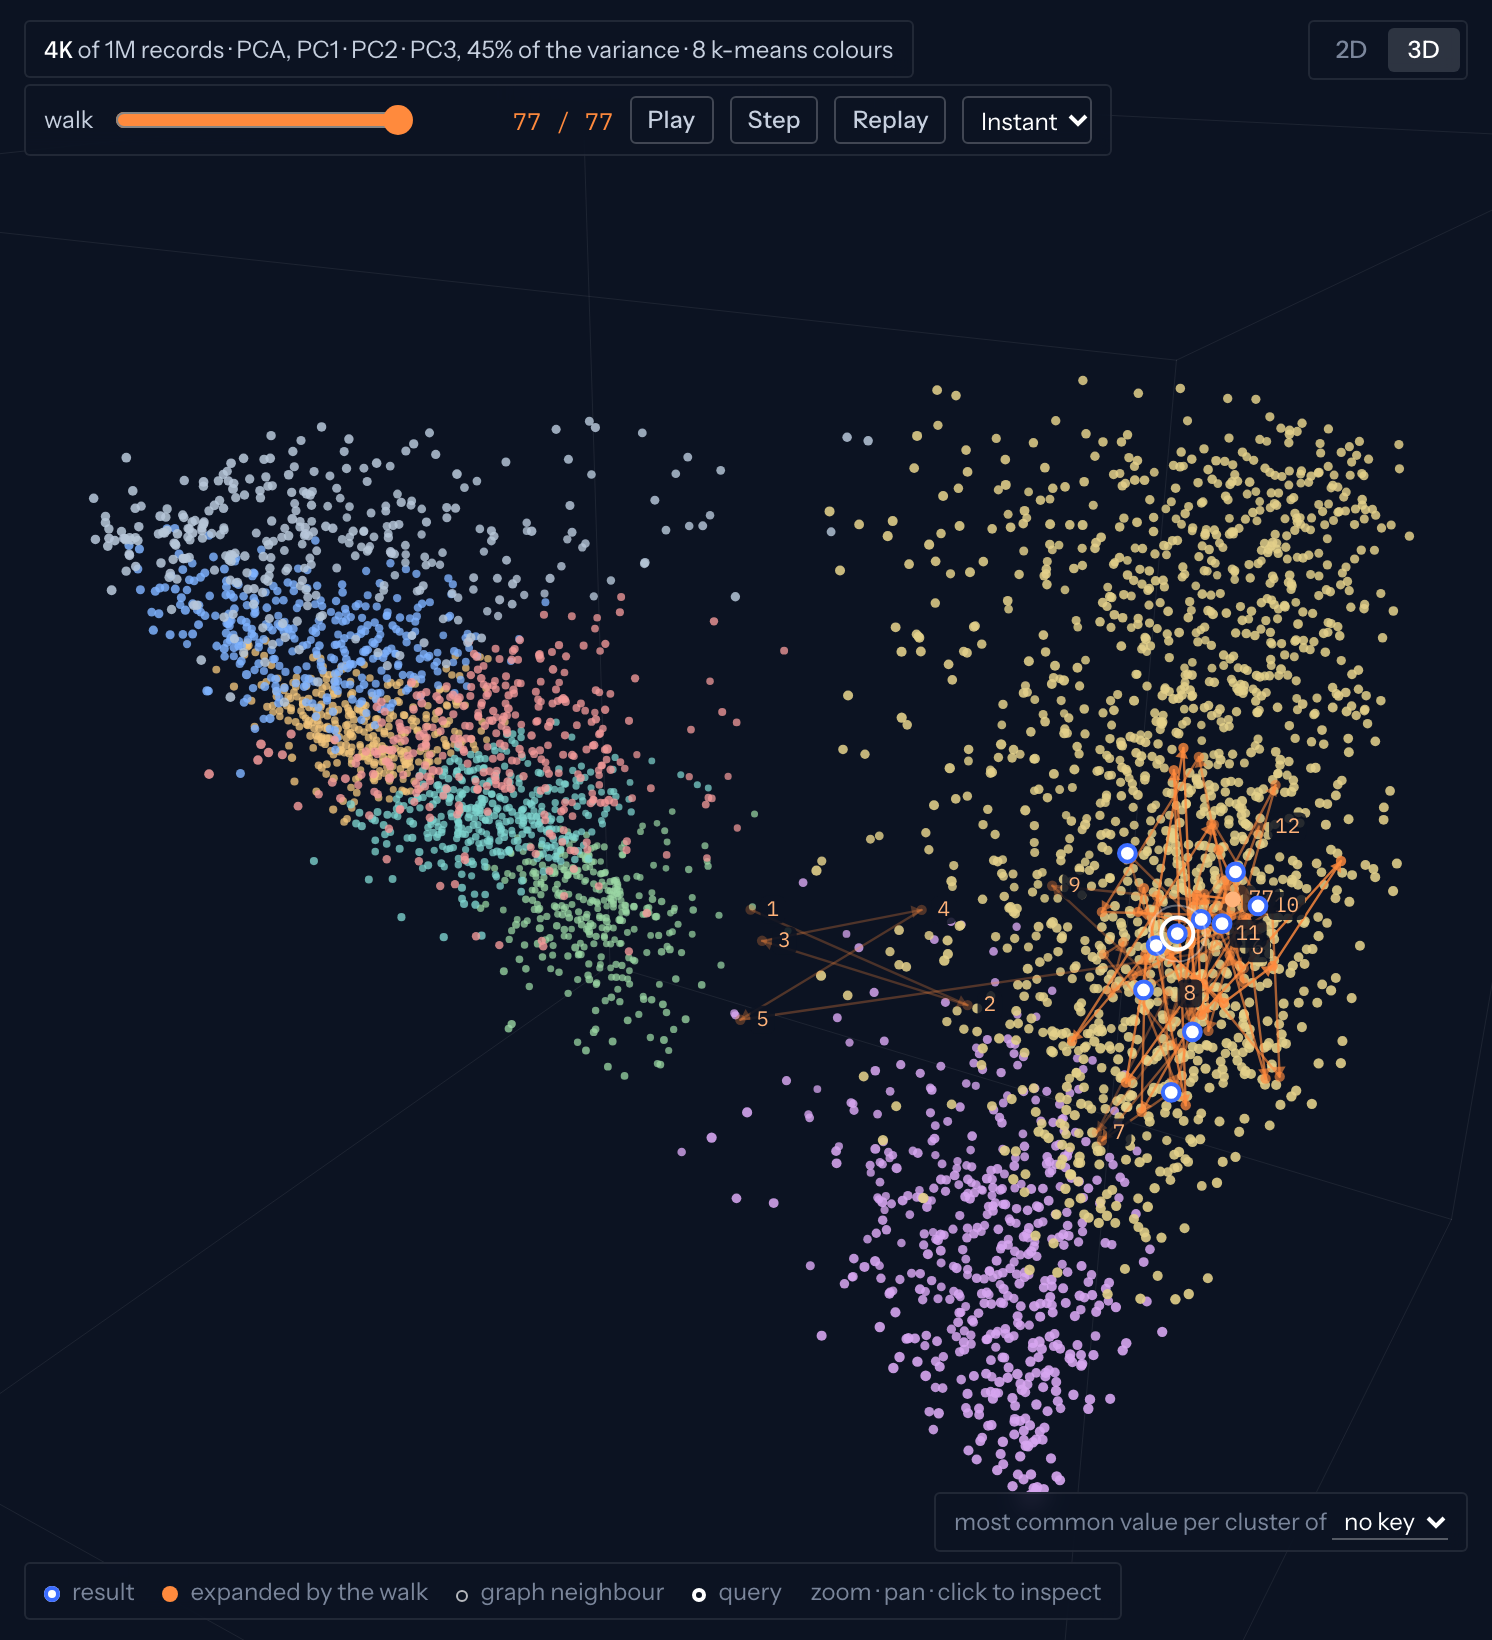 4K of 1M records · PCA, PC1 · PC2 · PC3, 45% of the variance · 8 k-means colours
2D 3D
walk 77 / 77 Play Step Replay Instant
12
9
77 10
1
4
3
11
8
2
5
7
most common value per cluster of no key
result expanded by the walk graph neighbour query zoom · pan · click to inspect